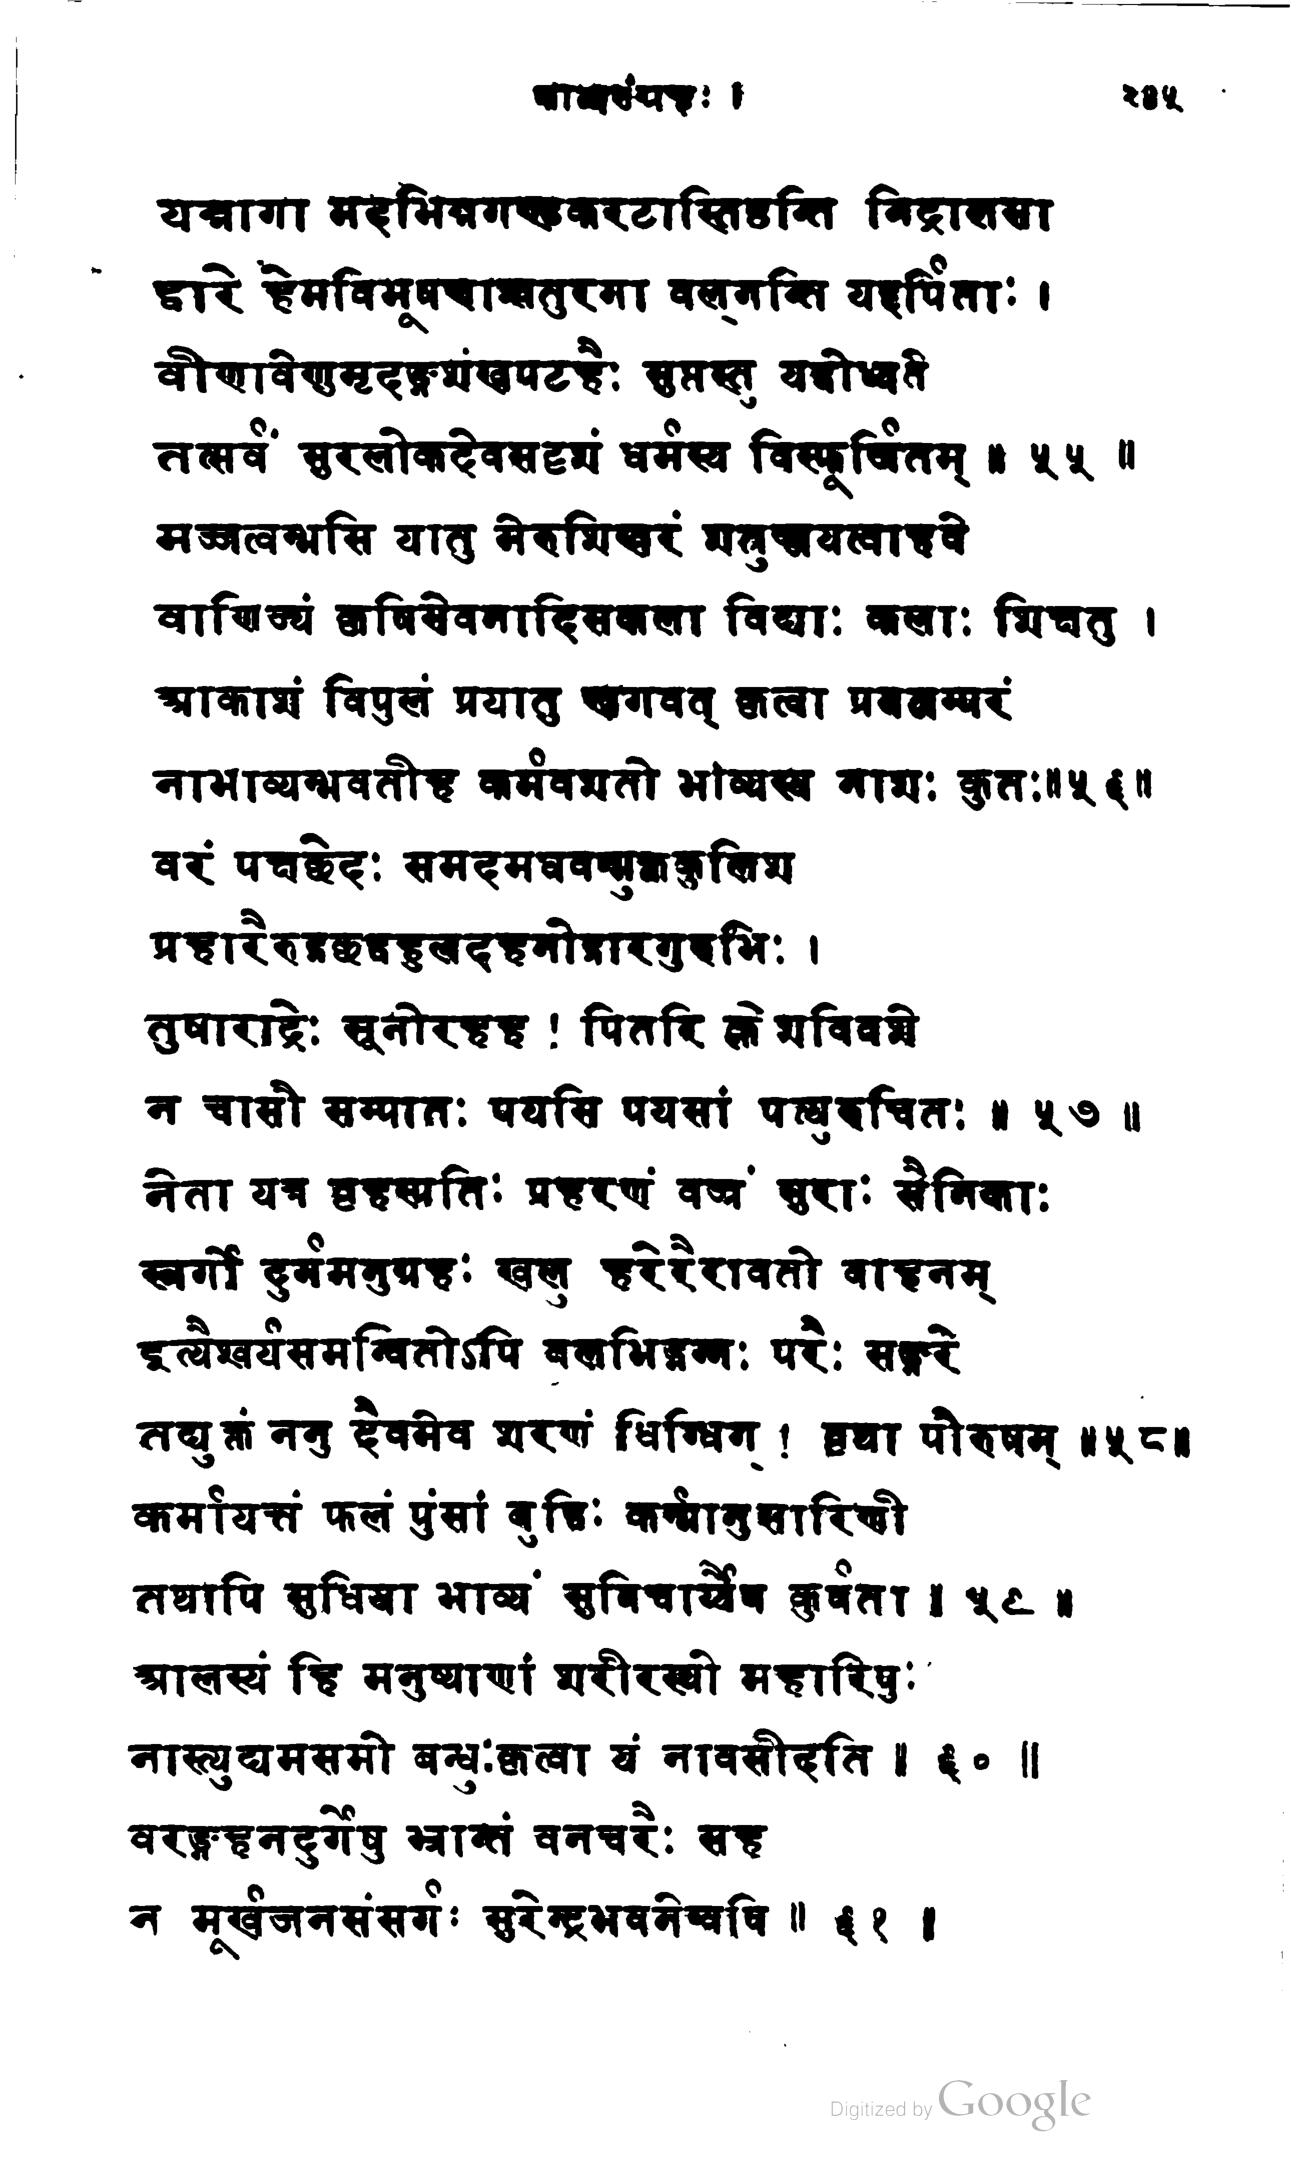 काव्यसंग्रहः । २४५
यन्नागा मदभिन्नगण्डकरटास्तिष्ठन्ति निद्रालसा
द्वारे हेमविभूषणाश्चतुरगा वल्गन्ति यद्दर्पिताः ।
वीणावेणुमृदङ्गशंखपटहैः सुप्तस्तु यद्बोध्यते
तत्सर्वं सुरलोकदेवसदृशं धर्मस्य विस्फूर्जितम् ॥ ५५ ॥
मज्जत्वम्भसि यातु मेरुशिखरं शत्रुञ्जयत्वाहवे
वाणिज्यं कृषिसेवनादिसकला विद्याः कलाः शिक्षतु ।
आकाशं विपुलं प्रयातु खगवत् कृत्वा प्रयत्नम्परं
नाभाव्यम्भवतीह कर्मवशतो भाव्यस्य नाशः कुतः॥५६॥
वरं पक्षच्छेदः समदमघवन्मुक्तकुलिश
प्रहारैरुद्गच्छद्वहुलदहनोद्गारगुरुभिः ।
तुषाराद्रेः सूनोरहह ! पितरि क्लेशविवशे
न चासौ सम्पातः पयसि पयसां पत्युरुचितः ॥ ५७ ॥
नेता यत्र वृहस्पतिः प्रहरणं वज्रं सुराः सैनिकाः
स्वर्गो दुर्गमनुग्रहः खलु हरेरैरावतो वाहनम्
इत्यैश्वर्यसमन्वितोऽपि वलभिद्भग्नः परैः सङ्गरे
तद्युक्तं ननु दैवमेव शरणं धिग्धिग् ! वृथा पौरुषम् ॥५८॥
कर्मायत्तं फलं पुंसां बुद्धिः कर्म्मानुसारिणी
तथापि सुधिया भाव्यं सुविचार्य्यैव कुर्वता ॥ ५९ ॥
आलस्यं हि मनुष्याणां शरीरस्थो महारिपुः
नास्त्युद्यमसमो बन्धुःकृत्वा यं नावसीदति ॥ ६० ॥
वरङ्गहनदुर्गेषु भ्रान्तं वनचरैः सह
न मूर्खजनसंसर्गः सुरेन्द्रभवनेष्वपि ॥ ६१ ॥
Digitized by Google